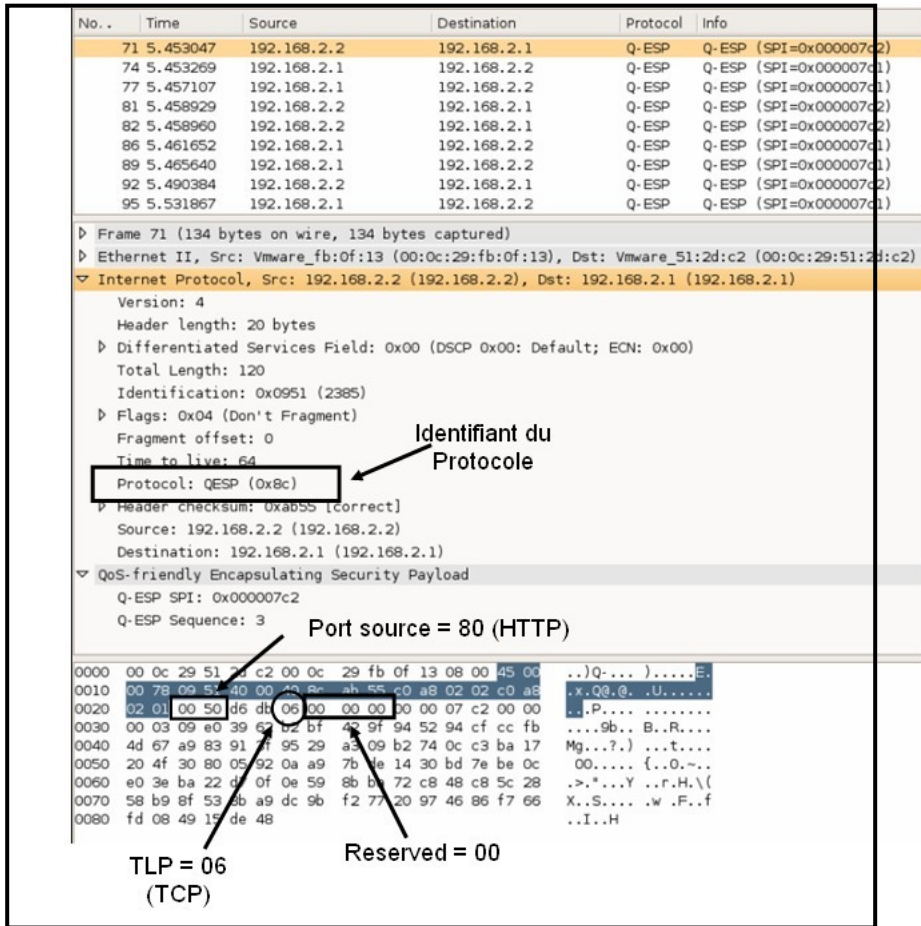 No. . Time Source Destination Protocol Info
71 5.453047 192.168.2.2 192.168.2.1 Q-ESP Q-ESP (SPI=0x000007c2)
74 5.453269 192.168.2.1 192.168.2.2 Q-ESP Q-ESP (SPI=0x000007d1)
77 5.457107 192.168.2.1 192.168.2.2 Q-ESP Q-ESP (SPI=0x000007d1)
81 5.458929 192.168.2.2 192.168.2.1 Q-ESP Q-ESP (SPI=0x000007c2)
82 5.458960 192.168.2.2 192.168.2.1 Q-ESP Q-ESP (SPI=0x000007c2)
86 5.461652 192.168.2.1 192.168.2.2 Q-ESP Q-ESP (SPI=0x000007d1)
89 5.465640 192.168.2.1 192.168.2.2 Q-ESP Q-ESP (SPI=0x000007d1)
92 5.490384 192.168.2.2 192.168.2.1 Q-ESP Q-ESP (SPI=0x000007c2)
95 5.531867 192.168.2.1 192.168.2.2 Q-ESP Q-ESP (SPI=0x000007d1)
Frame 71 (134 bytes on wire, 134 bytes captured)
Ethernet II, Src: Vmware_fb:0f:13 (00:0c:29:fb:0f:13), Dst: Vmware_51:2d:c2 (00:0c:29:51:2d:c2)
Internet Protocol, Src: 192.168.2.2 (192.168.2.2), Dst: 192.168.2.1 (192.168.2.1)
Version: 4
Header length: 20 bytes
Differentiated Services Field: 0x00 (DSCP 0x00: Default; ECN: 0x00)
Total Length: 120
Identification: 0x0951 (2385)
Flags: 0x04 (Don't Fragment)
Fragment offset: 0
Identifiant du
Protocole
Time to live: 64
Protocol: QESP (0x8c)
Header checksum: 0xab55 [correct]
Source: 192.168.2.2 (192.168.2.2)
Destination: 192.168.2.1 (192.168.2.1)
QoS-friendly Encapsulating Security Payload
Q-ESP SPI: 0x000007c2
Q-ESP Sequence: 3
Port source = 80 (HTTP)
0000 00 0c 29 51 2d c2 00 0c 29 fb 0f 13 08 00 45 00 ..)Q-... ).....E.
0010 00 78 09 51 40 00 40 8c ab 55 c0 a8 02 02 c0 a8 .x.Q@.@. .U......
0020 02 01 00 50 d6 db 06 00 00 00 00 00 07 c2 00 00 ...P.... ........
0030 00 03 09 e0 39 62 b2 bf 42 9f 94 52 94 cf cc fb ....9b.. B..R....
0040 4d 67 a9 83 91 3f 95 29 a3 09 b2 74 0c c3 ba 17 Mg...?.) ...t....
0050 20 4f 30 80 05 92 0a a9 7b de 14 30 bd 7e be 0c O0..... {..0.~..
0060 e0 3e ba 22 0f 0e 59 8b 72 c8 48 c8 5c 28 .>."...Y ..r.H.\(
0070 58 b9 8f 53 a9 dc 9b f2 77 20 97 46 86 f7 66 X..S.... .w .F..f
0080 fd 08 49 15 de 48 ..I..H
TLP = 06
(TCP)
Reserved = 00